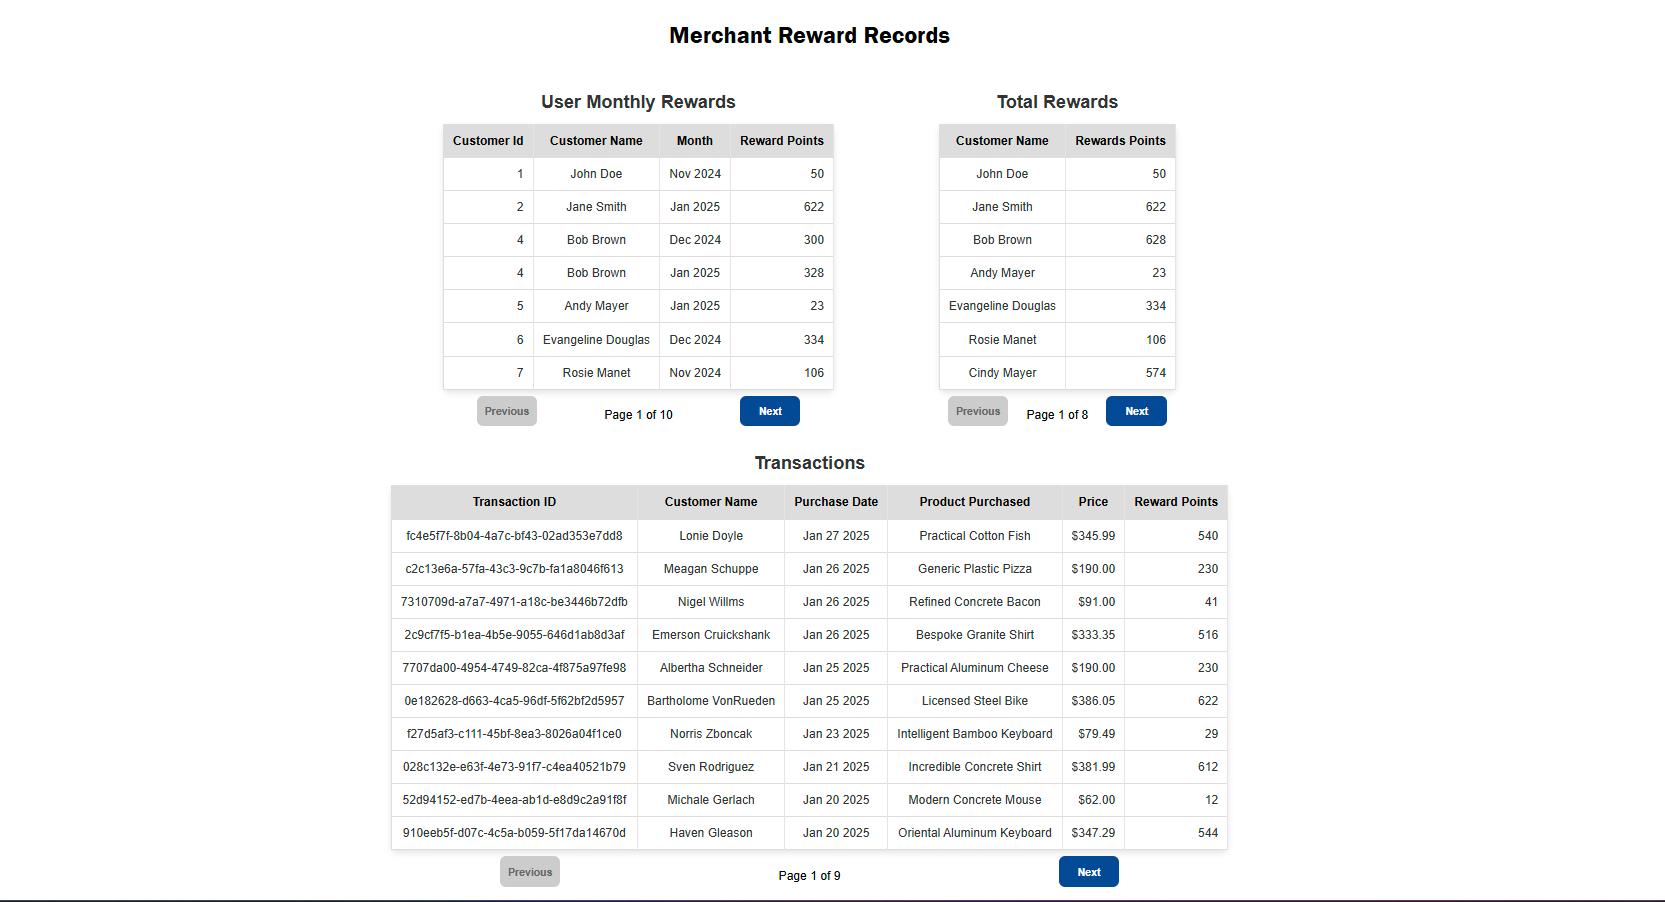 Merchant Reward Records
User Monthly Rewards
Customer Id Customer Name Month Reward Points
1 John Doe Nov 2024 50
2 Jane Smith Jan 2025 622
4 Bob Brown Dec 2024 300
4 Bob Brown Jan 2025 328
5 Andy Mayer Jan 2025 23
6 Evangeline Douglas Dec 2024 334
7 Rosie Manet Nov 2024 106
Previous Page 1 of 10 Next
Total Rewards
Customer Name Rewards Points
John Doe 50
Jane Smith 622
Bob Brown 628
Andy Mayer 23
Evangeline Douglas 334
Rosie Manet 106
Cindy Mayer 574
Previous Page 1 of 8 Next
Transactions
Transaction ID Customer Name Purchase Date Product Purchased Price Reward Points
fc4e5f7f-8b04-4a7c-bf43-02ad353e7dd8 Lonie Doyle Jan 27 2025 Practical Cotton Fish $345.99 540
c2c13e6a-57fa-43c3-9c7b-fa1a8046f613 Meagan Schuppe Jan 26 2025 Generic Plastic Pizza $190.00 230
7310709d-a7a7-4971-a18c-be3446b72dfb Nigel Willms Jan 26 2025 Refined Concrete Bacon $91.00 41
2c9cf7f5-b1ea-4b5e-9055-646d1ab8d3af Emerson Cruickshank Jan 26 2025 Bespoke Granite Shirt $333.35 516
7707da00-4954-4749-82ca-4f875a97fe98 Albertha Schneider Jan 25 2025 Practical Aluminum Cheese $190.00 230
0e182628-d663-4ca5-96df-5f62bf2d5957 Bartholome VonRueden Jan 25 2025 Licensed Steel Bike $386.05 622
f27d5af3-c111-45bf-8ea3-8026a04f1ce0 Norris Zboncak Jan 23 2025 Intelligent Bamboo Keyboard $79.49 29
028c132e-e63f-4e73-91f7-c4ea40521b79 Sven Rodriguez Jan 21 2025 Incredible Concrete Shirt $381.99 612
52d94152-ed7b-4eea-ab1d-e8d9c2a91f8f Michale Gerlach Jan 20 2025 Modern Concrete Mouse $62.00 12
910eeb5f-d07c-4c5a-b059-5f17da14670d Haven Gleason Jan 20 2025 Oriental Aluminum Keyboard $347.29 544
Previous Page 1 of 9 Next